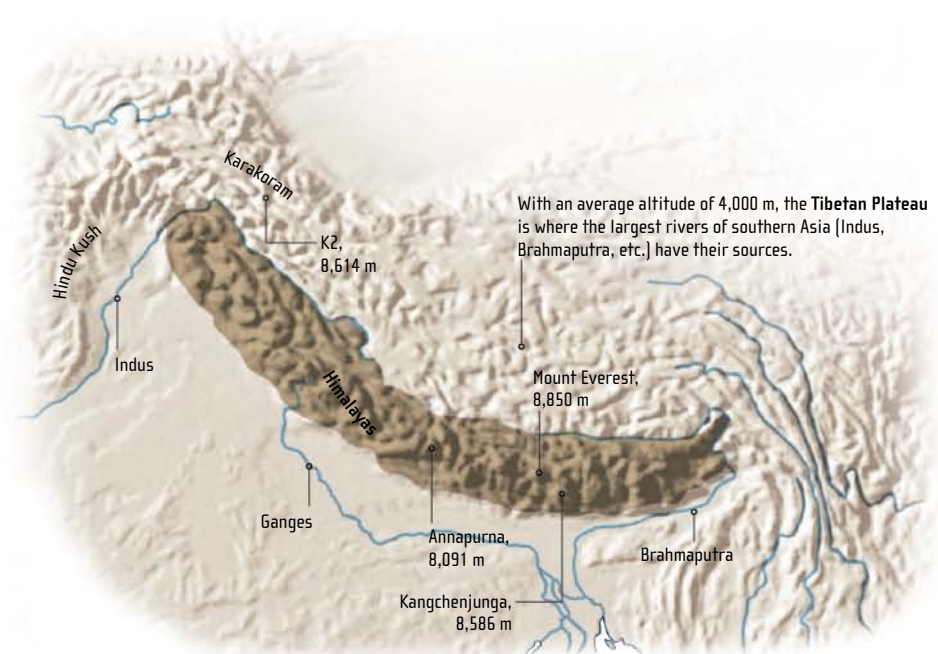 Karakoram
With an average altitude of 4,000 m, the Tibetan Plateau
is where the largest rivers of southern Asia (Indus,
Brahmaputra, etc.) have their sources.
Hindu Kush
K2,
8,614 m
Indus
Mount Everest,
8,850 m
Himalayas
Ganges
Annapurna,
8,091 m
Brahmaputra
Kangchenjunga,
8,586 m